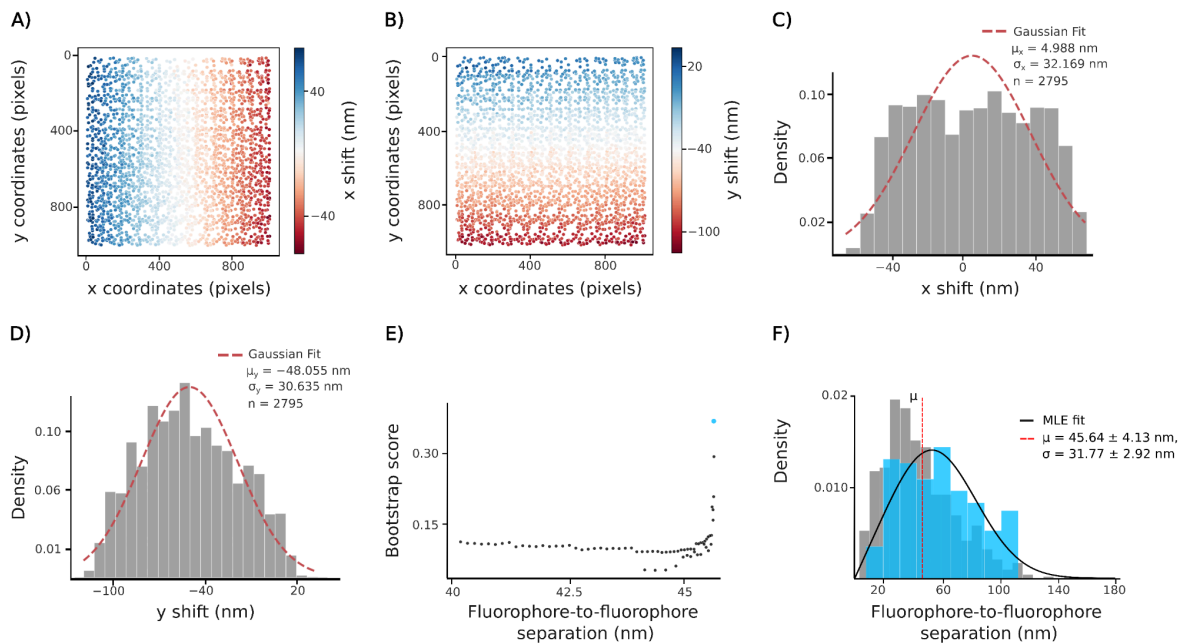 A)
0
400
800
y coordinates (pixels)
0
400
800
x coordinates (pixels)
40
−40
x shift (nm)
B)
0
400
800
y coordinates (pixels)
0
400
800
x coordinates (pixels)
20
−40
−100
y shift (nm)
C)
Gaussian Fit
μx = 4.988 nm
σx = 32.169 nm
n = 2795
0.10
0.06
0.02
Density
−40
0
40
x shift (nm)
D)
Gaussian Fit
μy = −48.055 nm
σy = 30.635 nm
n = 2795
0.10
0.06
0.01
Density
−100
−40
20
y shift (nm)
E)
0.30
0.15
Bootstrap score
40
42.5
45
Fluorophore-to-fluorophore
separation (nm)
F)
μ
0.02
0.010
Density
MLE fit
μ = 45.64 ± 4.13 nm,
σ = 31.77 ± 2.92 nm
20
60
100
140
180
Fluorophore-to-fluorophore
separation (nm)